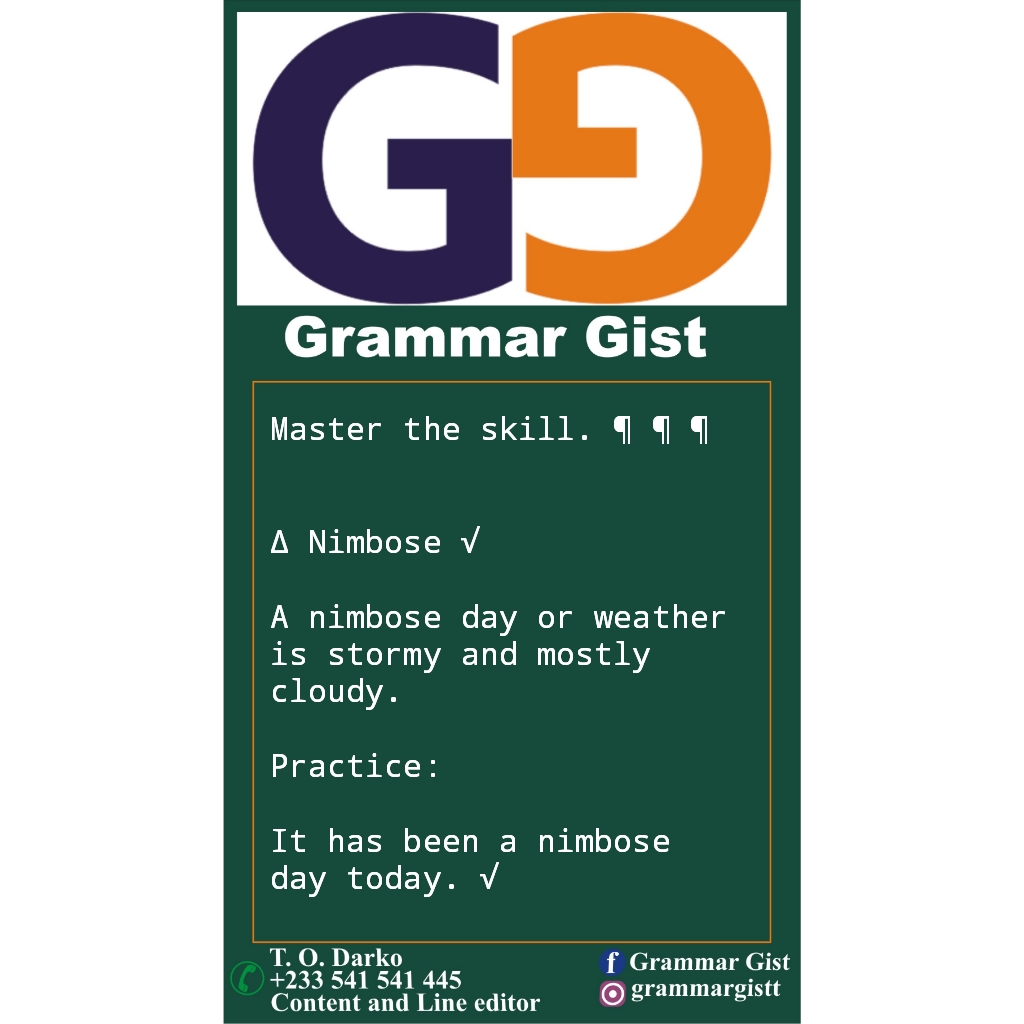 GG
Grammar Gist
Master the skill. ¶ ¶ ¶
Δ Nimbose √
A nimbose day or weather
is stormy and mostly
cloudy.
Practice:
It has been a nimbose
day today. √
T. O. Darko
+233 541 541 445
Content and Line editor
f Grammar Gist
grammargistt